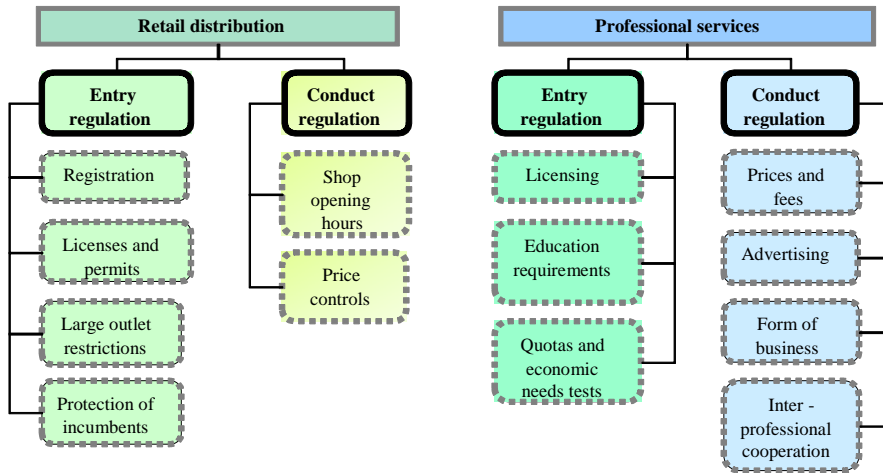 Retail distribution
Entry
regulation
Registration
Licenses and
permits
Large outlet
restrictions
Protection of
incumbents
Conduct
regulation
Shop
opening
hours
Price
controls
Professional services
Entry
regulation
Licensing
Education
requirements
Quotas and
economic
needs tests
Conduct
regulation
Prices and
fees
Advertising
Form of
business
Inter -
professional
cooperation